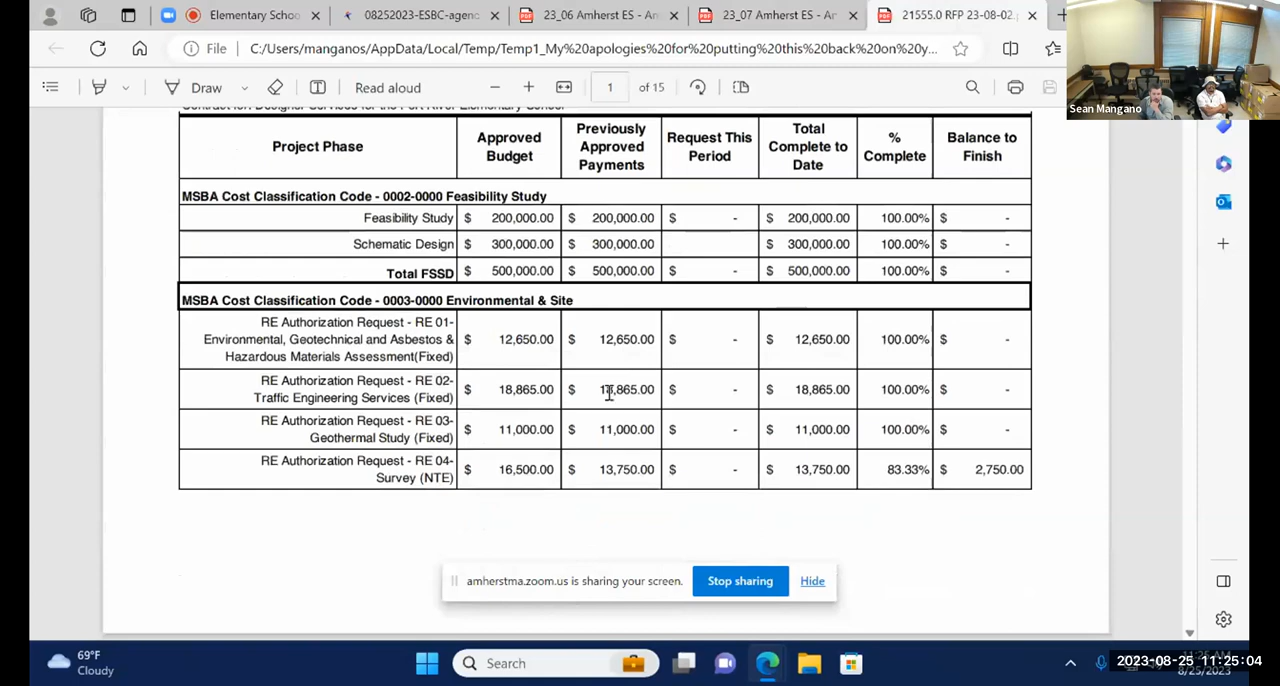 Elementary Schoo
08252023-ESBC-agenc
23_06 Amherst ES - Am
23_07 Amherst ES - Am
21555.0 RFP 23-08-02.p
File
C:/Users/manganos/AppData/Local/Temp/Temp1_My%20apologies%20for%20putting%20this%20back%20on%20y...
Draw
Read aloud
1 of 15
Sean Mangano
Project Phase
Approved Budget
Previously Approved Payments
Request This Period
Total Complete to Date
% Complete
Balance to Finish
MSBA Cost Classification Code - 0002-0000 Feasibility Study
Feasibility Study $ 200,000.00 $ 200,000.00 $ - $ 200,000.00 100.00% $ -
Schematic Design $ 300,000.00 $ 300,000.00 $ 300,000.00 100.00% $ -
Total FSSD $ 500,000.00 $ 500,000.00 $ - $ 500,000.00 100.00% $ -
MSBA Cost Classification Code - 0003-0000 Environmental & Site
RE Authorization Request - RE 01-
Environmental, Geotechnical and Asbestos & $ 12,650.00 $ 12,650.00 $ - $ 12,650.00 100.00% $ -
Hazardous Materials Assessment(Fixed)
RE Authorization Request - RE 02-
Traffic Engineering Services (Fixed) $ 18,865.00 $ 18,865.00 $ - $ 18,865.00 100.00% $ -
RE Authorization Request - RE 03-
Geothermal Study (Fixed) $ 11,000.00 $ 11,000.00 $ - $ 11,000.00 100.00% $ -
RE Authorization Request - RE 04-
Survey (NTE) $ 16,500.00 $ 13,750.00 $ - $ 13,750.00 83.33% $ 2,750.00
amherstma.zoom.us is sharing your screen.
Stop sharing
Hide
69°F
Cloudy
Search
2023-08-25 11:25:04
8/25/2023